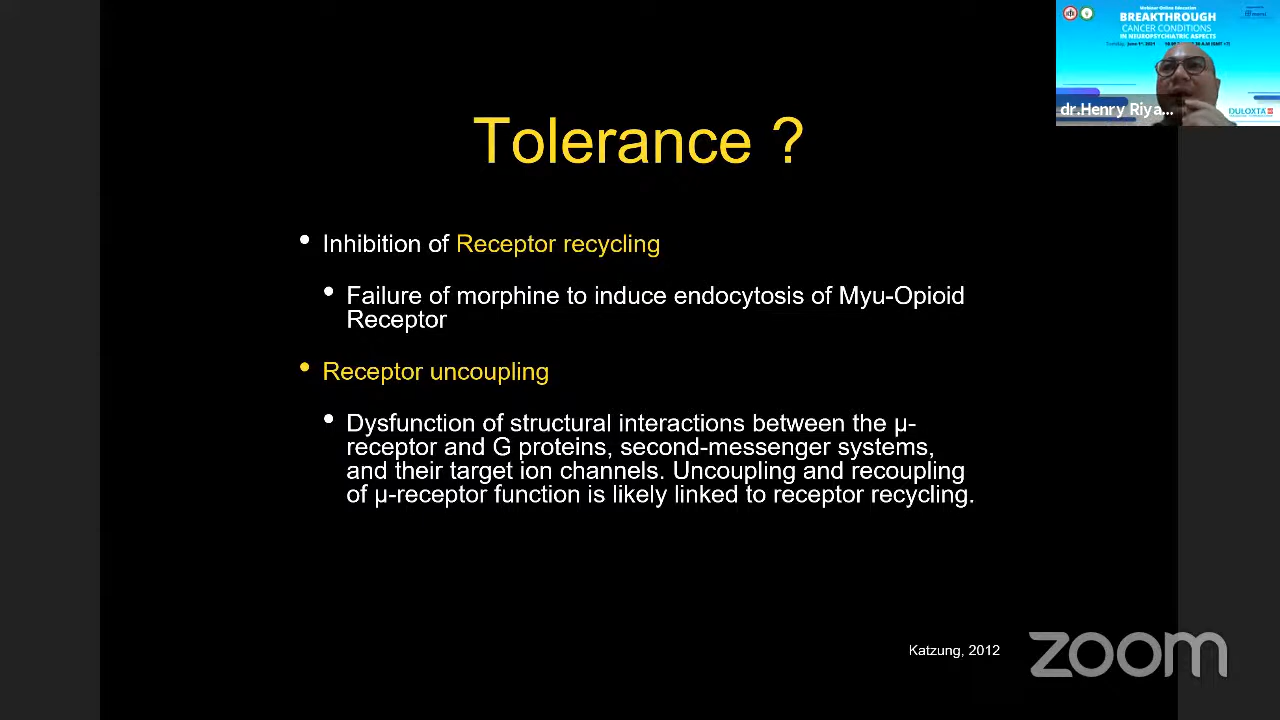 Webinar Online Education
BREAKTHROUGH
CANCER CONDITIONS
IN NEUROPSYCHIATRIC ASPECTS
dr.Henry Riya...
DULOXTA
Tolerance ?
• Inhibition of Receptor recycling
• Failure of morphine to induce endocytosis of Myu-Opioid
Receptor
• Receptor uncoupling
• Dysfunction of structural interactions between the µ-
receptor and G proteins, second-messenger systems,
and their target ion channels. Uncoupling and recoupling
of µ-receptor function is likely linked to receptor recycling.
Katzung, 2012
zoom